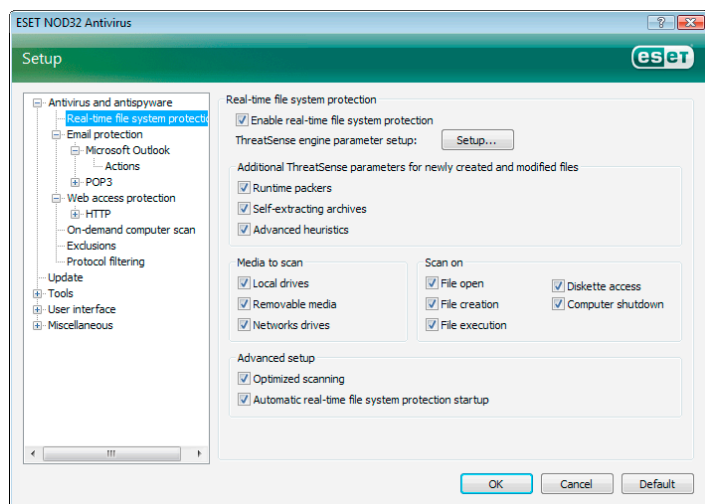 ESET NOD32 Antivirus
Setup
eset
Antivirus and antispyware
Real-time file system protectio
Email protection
Microsoft Outlook
Actions
POP3
Web access protection
HTTP
On-demand computer scan
Exclusions
Protocol filtering
Update
Tools
User interface
Miscellaneous
Real-time file system protection
Enable real-time file system protection
ThreatSense engine parameter setup: Setup...
Additional ThreatSense parameters for newly created and modified files
Runtime packers
Self-extracting archives
Advanced heuristics
Media to scan
Local drives
Removable media
Networks drives
Scan on
File open
File creation
File execution
Diskette access
Computer shutdown
Advanced setup
Optimized scanning
Automatic real-time file system protection startup
OK Cancel Default